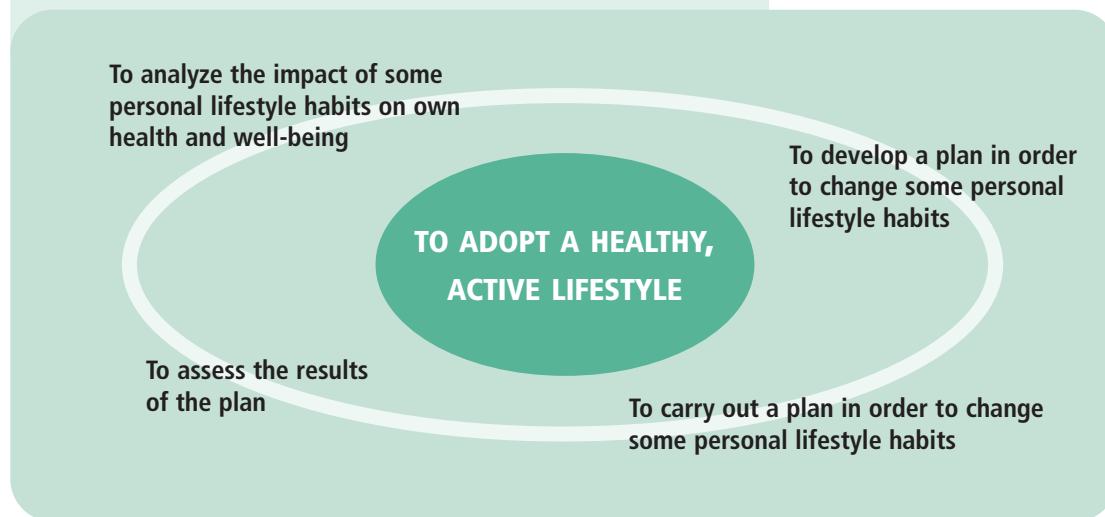 To analyze the impact of some
personal lifestyle habits on own
health and well-being
To develop a plan in order
to change some personal
lifestyle habits
TO ADOPT A HEALTHY,
ACTIVE LIFESTYLE
To assess the results
of the plan
To carry out a plan in order to change
some personal lifestyle habits